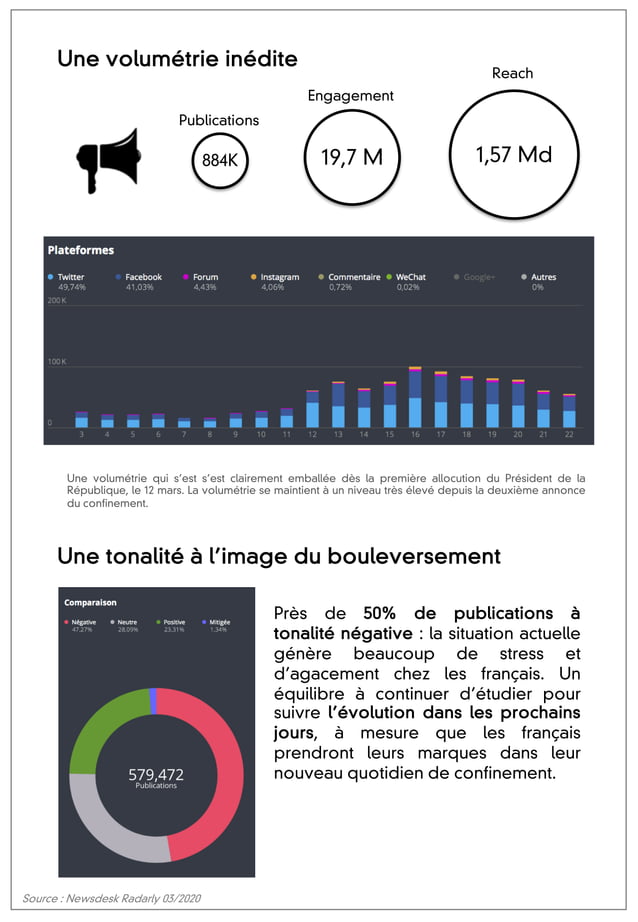 Une volumétrie inédite
Reach
Engagement
Publications
884K
19,7 M
1,57 Md
Plateformes
Twitter
49,74%
Facebook
41,03%
Forum
4,43%
Instagram
4,06%
Commentaire
0,72%
WeChat
0,02%
Google+
Autres
0%
200 K
100 K
0
3 4 5 6 7 8 9 10 11 12 13 14 15 16 17 18 19 20 21 22
Une volumétrie qui s’est s’est clairement emballée dès la première allocution du Président de la
République, le 12 mars. La volumétrie se maintient à un niveau très élevé depuis la deuxième annonce
du confinement.
Une tonalité à l’image du bouleversement
Comparaison
Négative
47,27%
Neutre
28,09%
Positive
23,31%
Mitigée
1,34%
579,472
Publications
Près de 50% de publications à
tonalité négative : la situation actuelle
génère beaucoup de stress et
d’agacement chez les français. Un
équilibre à continuer d’étudier pour
suivre l’évolution dans les prochains
jours, à mesure que les français
prendront leurs marques dans leur
nouveau quotidien de confinement.
Source : Newsdesk Radarly 03/2020